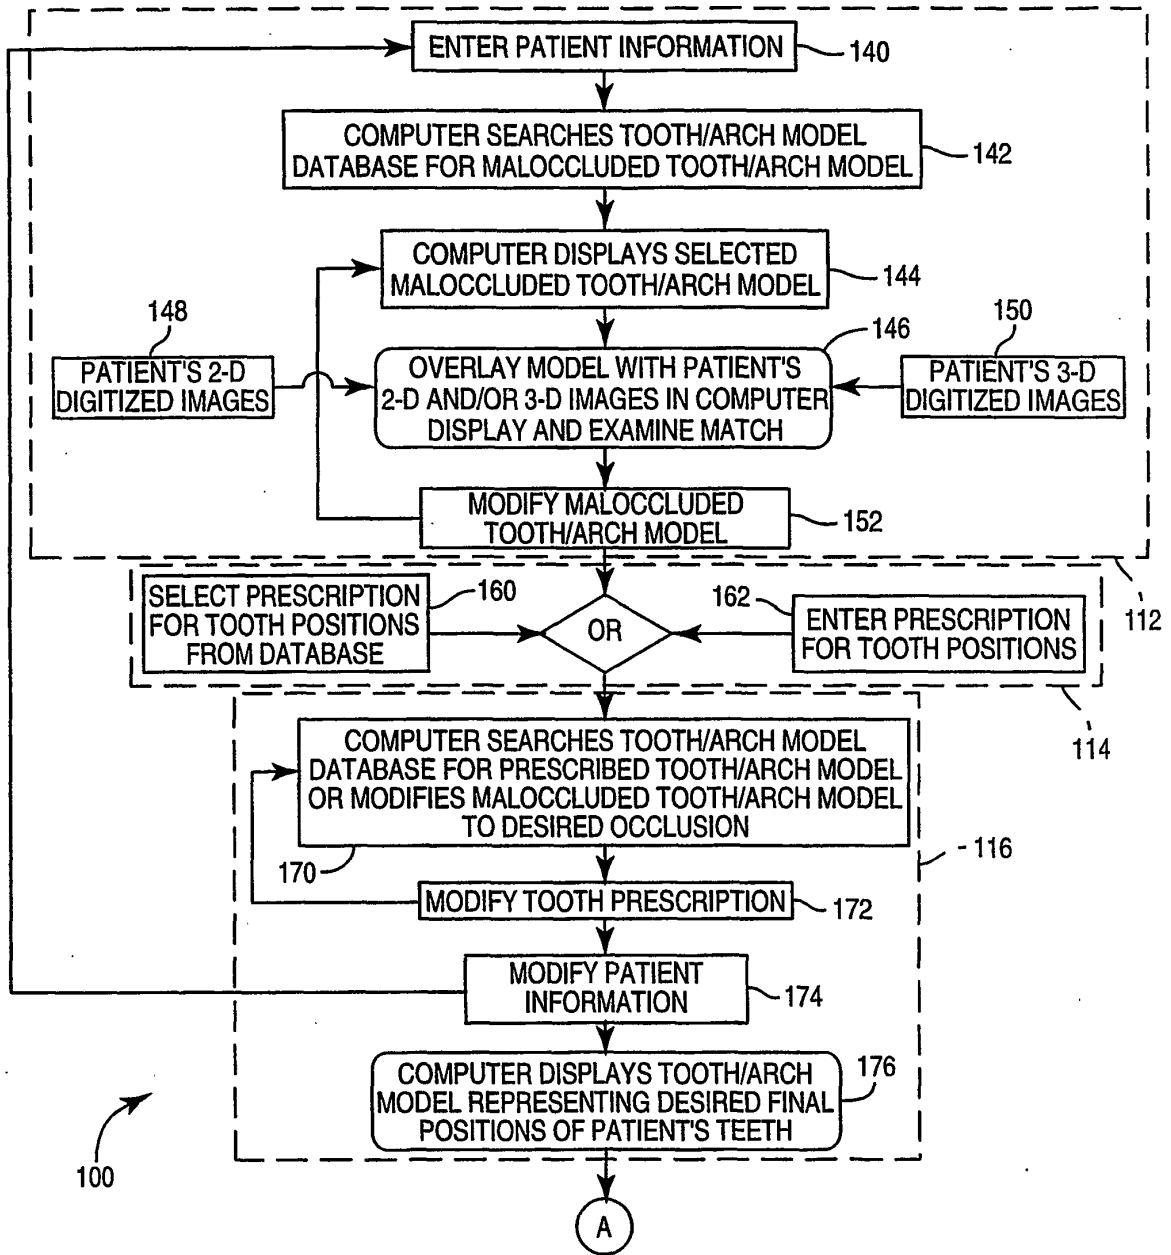 ENTER PATIENT INFORMATION
140
COMPUTER SEARCHES TOOTH/ARCH MODEL
DATABASE FOR MALOCCLUDED TOOTH/ARCH MODEL
142
COMPUTER DISPLAYS SELECTED
MALOCCLUDED TOOTH/ARCH MODEL
144
148
PATIENT'S 2-D
DIGITIZED IMAGES
146
OVERLAY MODEL WITH PATIENT'S
2-D AND/OR 3-D IMAGES IN COMPUTER
DISPLAY AND EXAMINE MATCH
150
PATIENT'S 3-D
DIGITIZED IMAGES
MODIFY MALOCCLUDED
TOOTH/ARCH MODEL
152
112
SELECT PRESCRIPTION
FOR TOOTH POSITIONS
FROM DATABASE
160
OR
162
ENTER PRESCRIPTION
FOR TOOTH POSITIONS
114
COMPUTER SEARCHES TOOTH/ARCH MODEL
DATABASE FOR PRESCRIBED TOOTH/ARCH MODEL
OR MODIFIES MALOCCLUDED TOOTH/ARCH MODEL
TO DESIRED OCCLUSION
170
116
MODIFY TOOTH PRESCRIPTION
172
MODIFY PATIENT
INFORMATION
174
COMPUTER DISPLAYS TOOTH/ARCH
MODEL REPRESENTING DESIRED FINAL
POSITIONS OF PATIENT'S TEETH
176
100
A